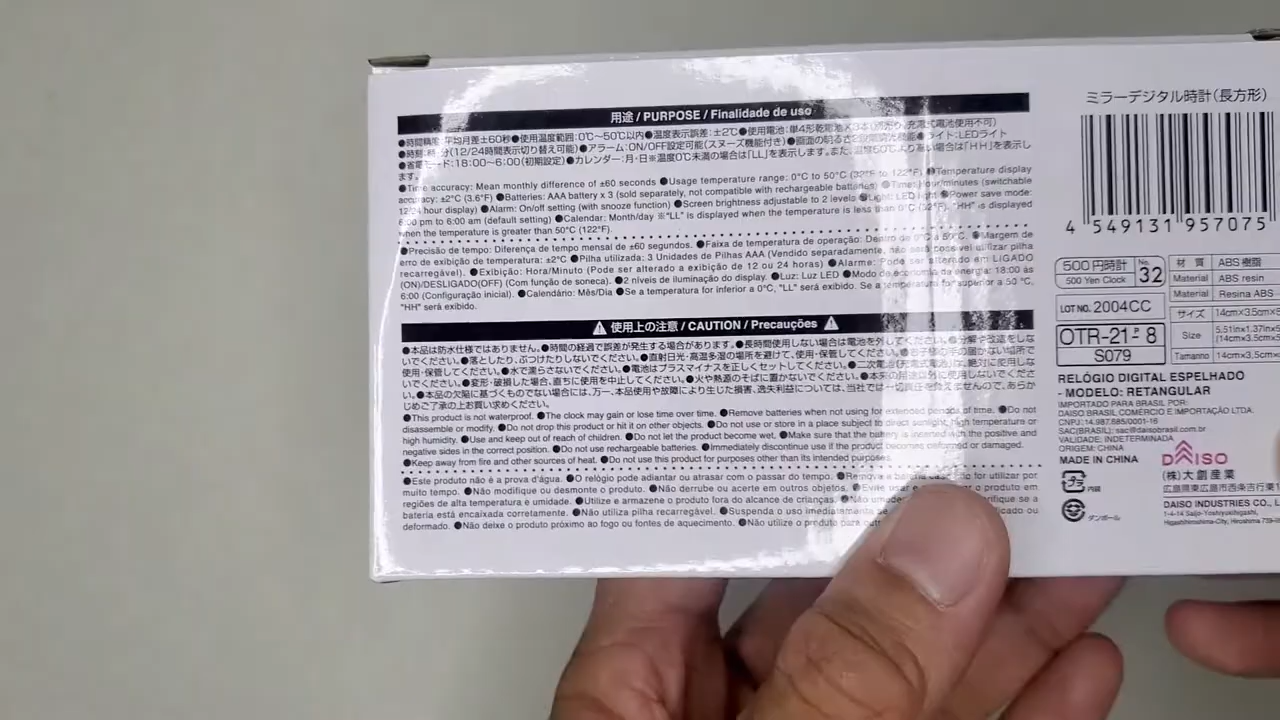 用途 / PURPOSE / Finalidade de uso
平均月差±60秒●使用温度範囲:0℃~50℃以内●温度表示誤差:±2℃●使用電池:単4形乾電池×3本(別売り、充電式電池使用不可)
(12/24時間表示切り替え可能)●アラーム:ON/OFF設定可能(スヌーズ機能付き)●画面の明るさ2段階調光機能●ライト:LEDライト
●省電モード:18:00~6:00(初期設定)●カレンダー:月・日※温度0℃未満の場合は「LL」を表示します。また、温度50℃より高い場合は「HH」を表示し
ます。
●Time accuracy: Mean monthly difference of ±60 seconds ●Usage temperature range: 0°C to 50°C (32°F to 122°F) ●Temperature display
accuracy: ±2°C (3.6°F) ●Batteries: AAA battery x 3 (sold separately, not compatible with rechargeable batteries) ●Time: Hour/minutes (switchable
12/24 hour display) ●Alarm: On/off setting (with snooze function) ●Screen brightness adjustable to 2 levels ●Light: LED light ●Power save mode:
6:00 pm to 6:00 am (default setting) ●Calendar: Month/day ※"LL" is displayed when the temperature is less than 0°C (32°F). "HH" is displayed
when the temperature is greater than 50°C (122°F).
●Precisão de tempo: Diferença de tempo mensal de ±60 segundos. ●Faixa de temperatura de operação: Dentro de 0°C a 50°C. ●Margem de
erro de exibição de temperatura: ±2°C ●Pilha utilizada: 3 Unidades de Pilhas AAA (Vendido separadamente, não será possível utilizar pilha
recarregável). ●Exibição: Hora/Minuto (Pode ser alterado a exibição de 12 ou 24 horas) ●Alarme: Pode ser alterado em LIGADO
(ON)/DESLIGADO(OFF) (Com função de soneca). ●2 níveis de iluminação do display. ●Luz: Luz LED ●Modo de economia de energia: 18:00 às
6:00 (Configuração inicial). ●Calendário: Mês/Dia ●Se a temperatura for inferior a 0°C, "LL" será exibido. Se a temperatura for superior a 50 °C,
"HH" será exibido.
使用上の注意 / CAUTION / Precauções
●本品は防水仕様ではありません。●時間の経過で誤差が発生する場合があります。●長時間使用しない場合は電池を外してください。●分解や改造をしな
いでください。●落としたり、ぶつけたりしないでください。●直射日光・高温多湿の場所を避けて、使用・保管してください。●お子様の手の届かない場所で
使用・保管してください。●水で濡らさないでください。●電池はプラスマイナスを正しくセットしてください。●二次電池(充電式電池)は、絶対に使用しな
いでください。●変形・破損した場合、直ちに使用を中止してください。●火や熱源のそばに置かないでください。●本来の用途以外に使用しないでください。
●本品の欠陥に基づくものでない場合には、万一、本品使用や故障により生じた損害、逸失利益については、当社では一切責任を負えませんので、あらか
じめご了承の上お買い求めください。
●This product is not waterproof. ●The clock may gain or lose time over time. ●Remove batteries when not using for extended periods of time. ●Do not
disassemble or modify. ●Do not drop this product or hit it on other objects. ●Do not use or store in a place subject to direct sunlight, high temperature or
high humidity. ●Use and keep out of reach of children. ●Do not let the product become wet. ●Make sure that the battery is inserted with the positive and
negative sides in the correct position. ●Do not use rechargeable batteries. ●Immediately discontinue use if the product becomes deformed or damaged.
●Keep away from fire and other sources of heat. ●Do not use this product for purposes other than its intended purposes.
●Este produto não é a prova d'água. ●O relógio pode adiantar ou atrasar com o passar do tempo. ●Remova a bateria caso não for utilizar por
muito tempo. ●Não modifique ou desmonte o produto. ●Não derrube ou acerte em outros objetos. ●Evite usar e o produto em
regiões de alta temperatura e umidade. ●Utilize e armazene o produto fora do alcance de crianças. ●Não se a
bateria está encaixada corretamente. ●Não utilize pilha recarregável. ●Suspenda o uso imediatamente ou
deformado. ●Não deixe o produto próximo ao fogo ou fontes de aquecimento. ●Não utilize o produto para
ミラーデジタル時計(長方形)
4 549131 957075
500円時計
500 Yen Clock
No. 32
LOT NO. 2004CC
OTR-21-P-8
S079
材質 ABS樹脂
Material ABS resin
Material Resina ABS
サイズ 14cm×3.5cm×
Size 5.51in×1.37in×
(14cm×3.5cm×
Tamanho 14cm×3.5cm×
RELÓGIO DIGITAL ESPELHADO
- MODELO: RETANGULAR
IMPORTADO PARA BRASIL POR:
DAISO BRASIL COMÉRCIO E IMPORTAÇÃO LTDA.
CNPJ: 14.987.685/0001-16
SAC(BRASIL): sac@daisobrasil.com.br
VALIDADE: INDETERMINADA
ORIGEM: CHINA
MADE IN CHINA
DAISO
(株)大創産業
広島県東広島市西条吉行東1
DAISO INDUSTRIES CO., L
1-4-14 Saijo-Yoshiyukihigashi,
Higashihiroshima-City, Hiroshima
プラ
内袋
ダンボール